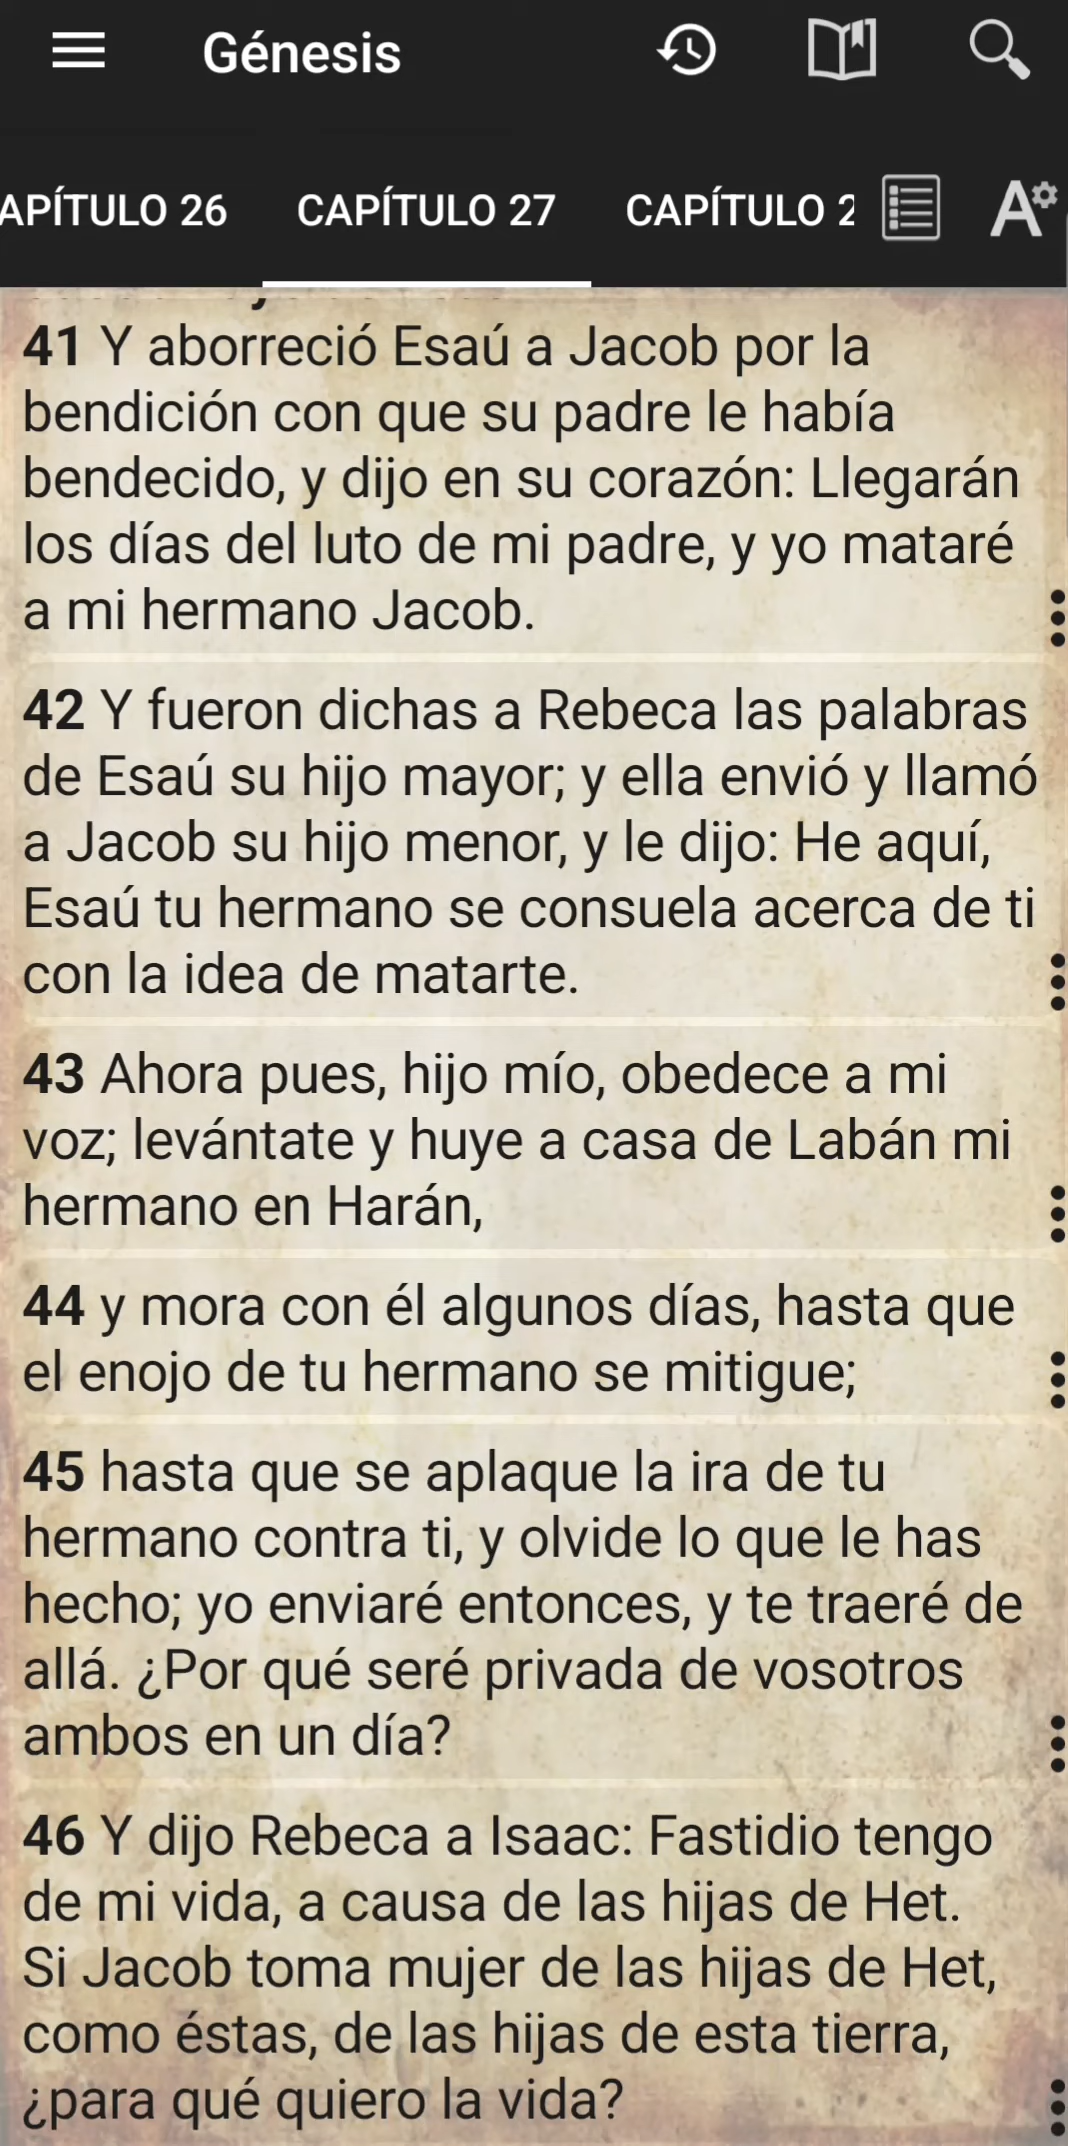 Génesis
APÍTULO 26 CAPÍTULO 27 CAPÍTULO 2
41 Y aborreció Esaú a Jacob por la
bendición con que su padre le había
bendecido, y dijo en su corazón: Llegarán
los días del luto de mi padre, y yo mataré
a mi hermano Jacob.
42 Y fueron dichas a Rebeca las palabras
de Esaú su hijo mayor; y ella envió y llamó
a Jacob su hijo menor, y le dijo: He aquí,
Esaú tu hermano se consuela acerca de ti
con la idea de matarte.
43 Ahora pues, hijo mío, obedece a mi
voz; levántate y huye a casa de Labán mi
hermano en Harán,
44 y mora con él algunos días, hasta que
el enojo de tu hermano se mitigue;
45 hasta que se aplaque la ira de tu
hermano contra ti, y olvide lo que le has
hecho; yo enviaré entonces, y te traeré de
allá. ¿Por qué seré privada de vosotros
ambos en un día?
46 Y dijo Rebeca a Isaac: Fastidio tengo
de mi vida, a causa de las hijas de Het.
Si Jacob toma mujer de las hijas de Het,
como éstas, de las hijas de esta tierra,
¿para qué quiero la vida?